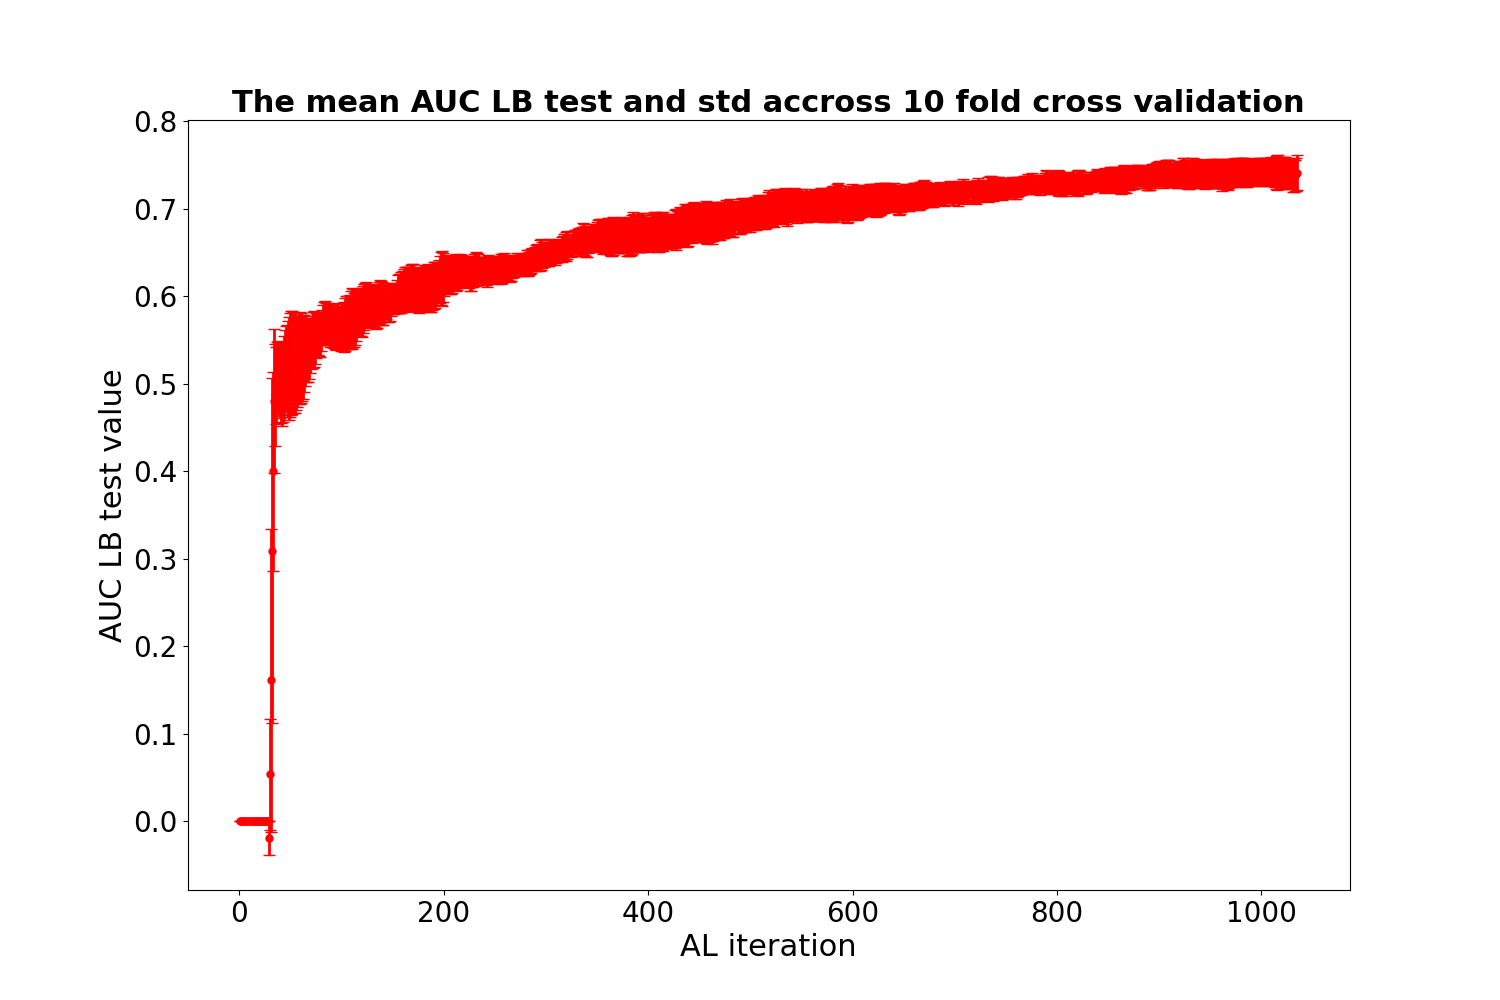 The mean AUC LB test and std accross 10 fold cross validation
0.8
0.7
0.6
0.5
0.4
0.3
0.2
0.1
0.0
AUC LB test value
0 200 400 600 800 1000
AL iteration